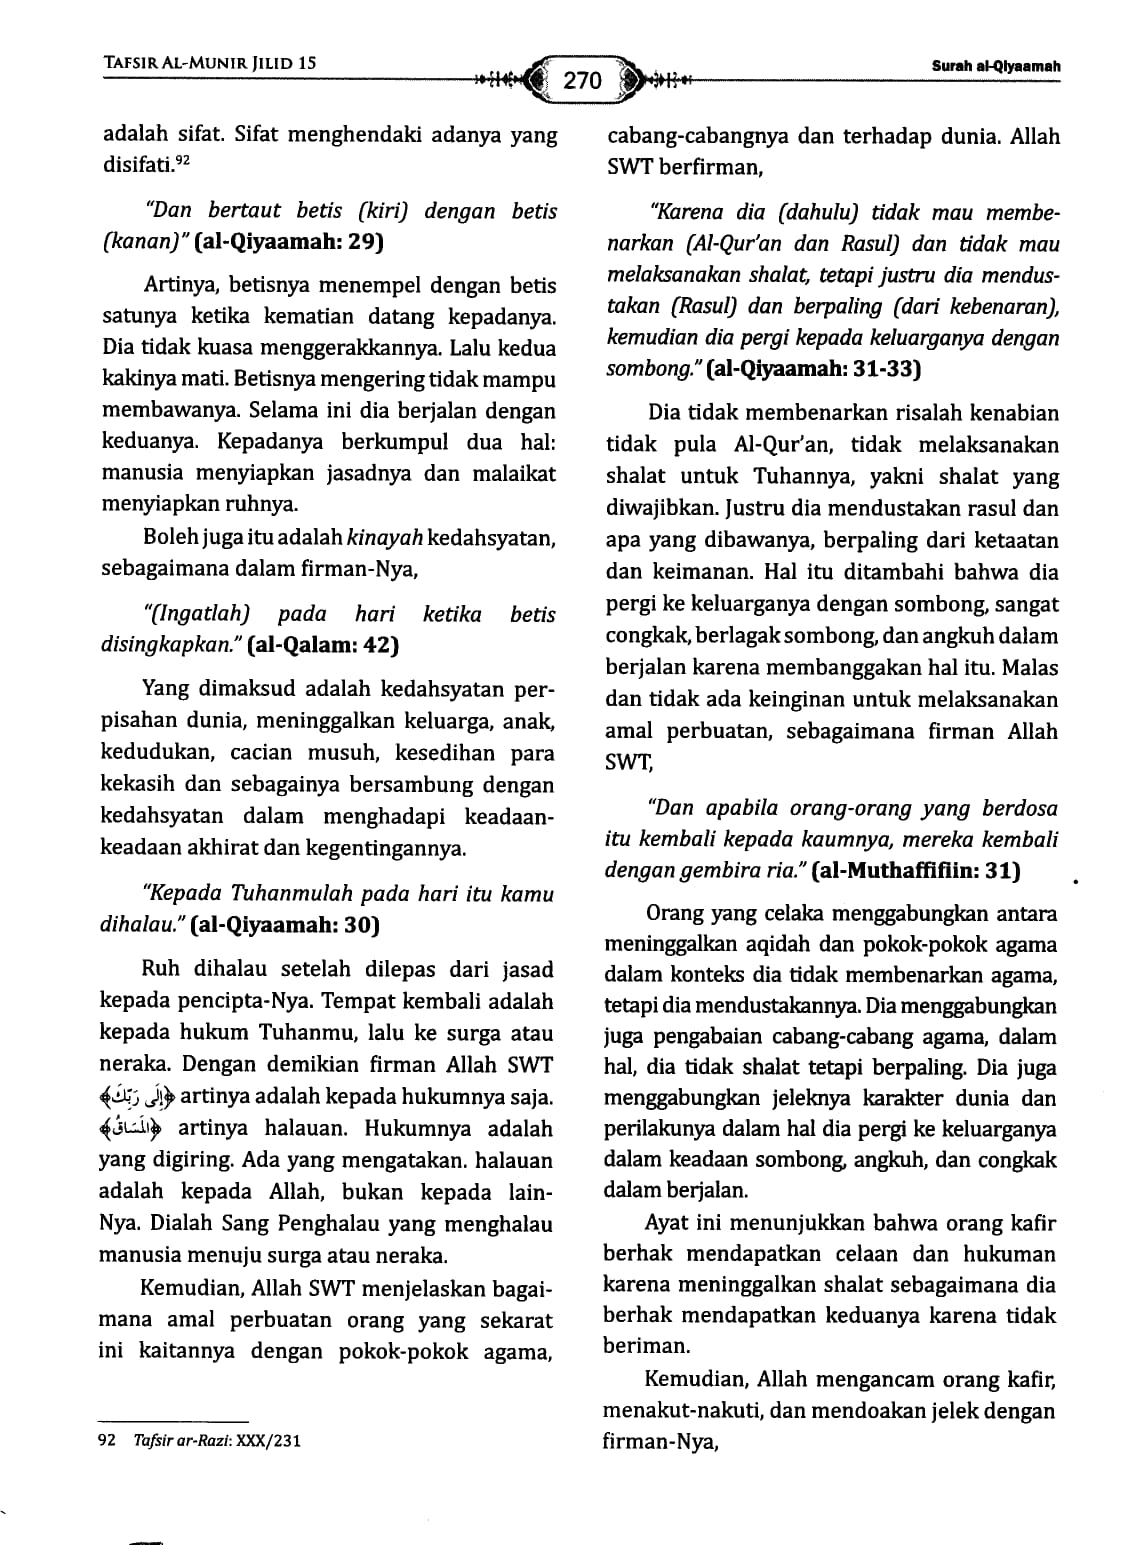 TAFSIR AL-MUNIR JILID 15
270
Surah al-Qiyaamah
adalah sifat. Sifat menghendaki adanya yang
disifati.⁹²
“Dan bertaut betis (kiri) dengan betis
(kanan)” (al-Qiyaamah: 29)
Artinya, betisnya menempel dengan betis
satunya ketika kematian datang kepadanya.
Dia tidak kuasa menggerakkannya. Lalu kedua
kakinya mati. Betisnya mengering tidak mampu
membawanya. Selama ini dia berjalan dengan
keduanya. Kepadanya berkumpul dua hal:
manusia menyiapkan jasadnya dan malaikat
menyiapkan ruhnya.
Boleh juga itu adalah kinayah kedahsyatan,
sebagaimana dalam firman-Nya,
“(Ingatlah) pada hari ketika betis
disingkapkan.” (al-Qalam: 42)
Yang dimaksud adalah kedahsyatan per-
pisahan dunia, meninggalkan keluarga, anak,
kedudukan, cacian musuh, kesedihan para
kekasih dan sebagainya bersambung dengan
kedahsyatan dalam menghadapi keadaan-
keadaan akhirat dan kegentingannya.
“Kepada Tuhanmulah pada hari itu kamu
dihalau.” (al-Qiyaamah: 30)
Ruh dihalau setelah dilepas dari jasad
kepada pencipta-Nya. Tempat kembali adalah
kepada hukum Tuhanmu, lalu ke surga atau
neraka. Dengan demikian firman Allah SWT
﴿إِلَى رَبِّكَ﴾ artinya adalah kepada hukumnya saja.
﴿الْمَسَاقُ﴾ artinya halauan. Hukumnya adalah
yang digiring. Ada yang mengatakan. halauan
adalah kepada Allah, bukan kepada lain-
Nya. Dialah Sang Penghalau yang menghalau
manusia menuju surga atau neraka.
Kemudian, Allah SWT menjelaskan bagai-
mana amal perbuatan orang yang sekarat
ini kaitannya dengan pokok-pokok agama,
92 Tafsir ar-Razi: XXX/231
cabang-cabangnya dan terhadap dunia. Allah
SWT berfirman,
“Karena dia (dahulu) tidak mau membe-
narkan (Al-Qur’an dan Rasul) dan tidak mau
melaksanakan shalat, tetapi justru dia mendus-
takan (Rasul) dan berpaling (dari kebenaran),
kemudian dia pergi kepada keluarganya dengan
sombong.” (al-Qiyaamah: 31-33)
Dia tidak membenarkan risalah kenabian
tidak pula Al-Qur’an, tidak melaksanakan
shalat untuk Tuhannya, yakni shalat yang
diwajibkan. Justru dia mendustakan rasul dan
apa yang dibawanya, berpaling dari ketaatan
dan keimanan. Hal itu ditambahi bahwa dia
pergi ke keluarganya dengan sombong, sangat
congkak, berlagak sombong, dan angkuh dalam
berjalan karena membanggakan hal itu. Malas
dan tidak ada keinginan untuk melaksanakan
amal perbuatan, sebagaimana firman Allah
SWT,
“Dan apabila orang-orang yang berdosa
itu kembali kepada kaumnya, mereka kembali
dengan gembira ria.” (al-Muthaffifiin: 31)
Orang yang celaka menggabungkan antara
meninggalkan aqidah dan pokok-pokok agama
dalam konteks dia tidak membenarkan agama,
tetapi dia mendustakannya. Dia menggabungkan
juga pengabaian cabang-cabang agama, dalam
hal, dia tidak shalat tetapi berpaling. Dia juga
menggabungkan jeleknya karakter dunia dan
perilakunya dalam hal dia pergi ke keluarganya
dalam keadaan sombong, angkuh, dan congkak
dalam berjalan.
Ayat ini menunjukkan bahwa orang kafir
berhak mendapatkan celaan dan hukuman
karena meninggalkan shalat sebagaimana dia
berhak mendapatkan keduanya karena tidak
beriman.
Kemudian, Allah mengancam orang kafir,
menakut-nakuti, dan mendoakan jelek dengan
firman-Nya,